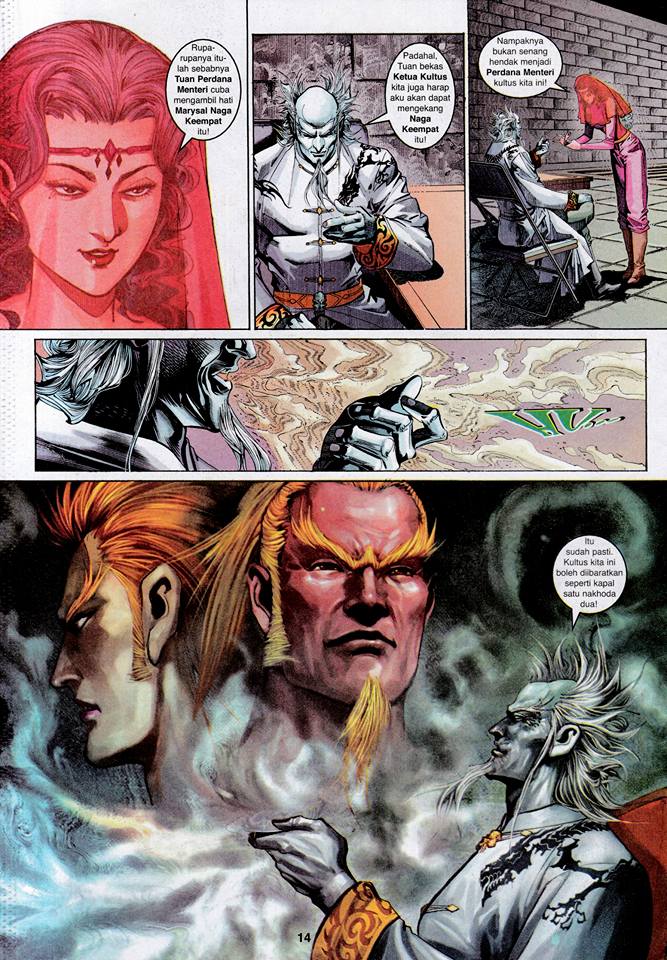 Rupa-
rupanya itu-
lah sebabnya
Tuan Perdana
Menteri cuba
mengambil hati
Marysal Naga
Keempat
itu!
Padahal,
Tuan bekas
Ketua Kultus
kita juga harap
aku akan dapat
mengekang
Naga
Keempat
itu!
Nampaknya
bukan senang
hendak menjadi
Perdana Menteri
kultus kita ini!
Itu
sudah pasti.
Kultus kita ini
boleh diibaratkan
seperti kapal
satu nakhoda
dua!
14